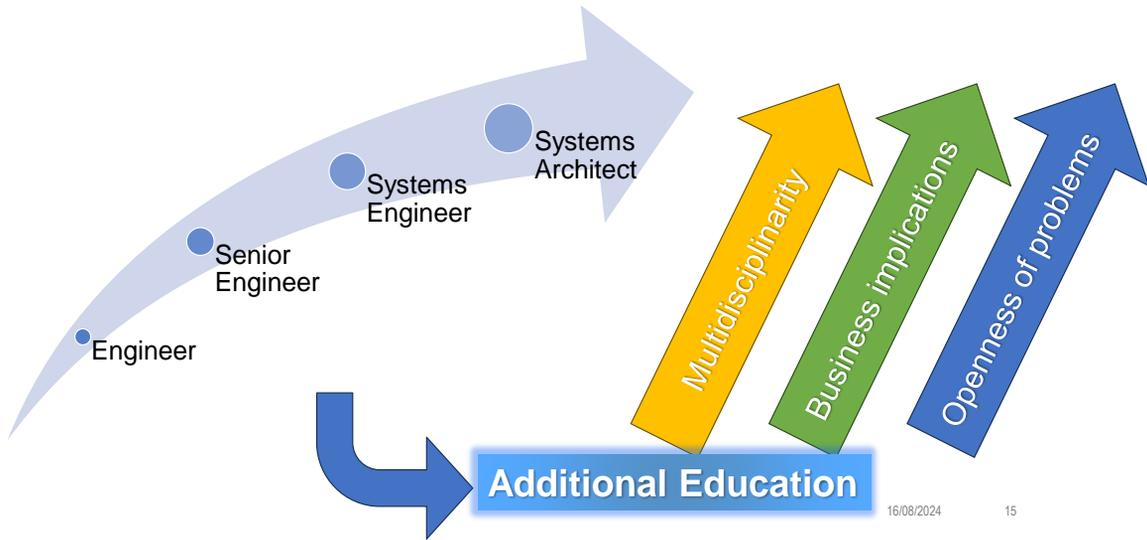 Systems
Architect
Systems
Engineer
Senior
Engineer
Engineer
Multidisciplinarity
Business implications
Openness of problems
Additional Education
16/08/2024
15